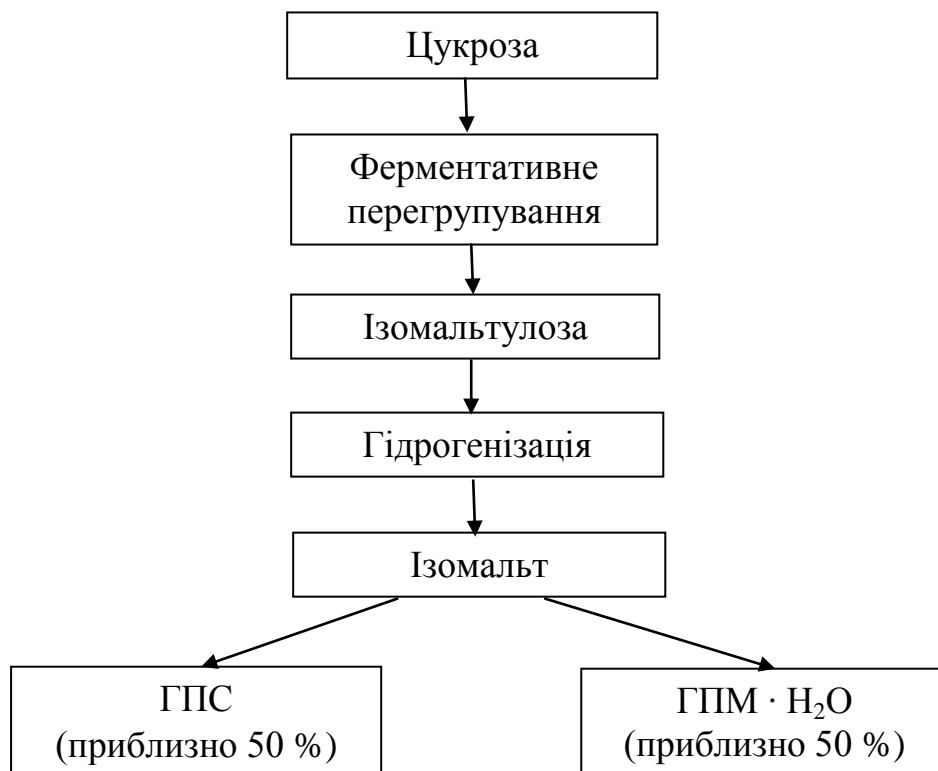 Цукроза
Ферментативне
перегрупування
Ізомальтулоза
Гідрогенізація
Ізомальт
ГПС
(приблизно 50 %)
ГПМ · H₂O
(приблизно 50 %)